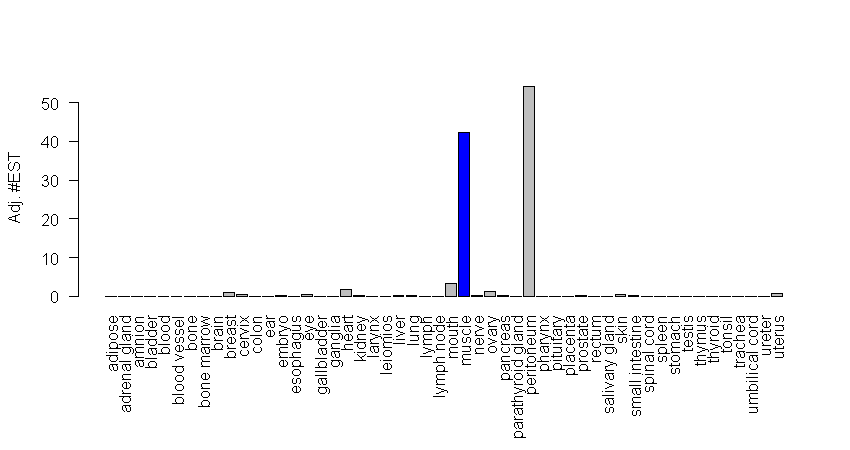 Adj. #EST
50
40
30
20
10
0
adipose
adrenal gland
amnion
bladder
blood
blood vessel
bone
bone marrow
brain
breast
cervix
colon
ear
embryo
esophagus
eye
gallbladder
ganglia
heart
kidney
larynx
leiomios
liver
lung
lymph
lymph node
mouth
muscle
nerve
ovary
pancreas
parathyroid gland
peritoneum
pharynx
pituitary
placenta
prostate
rectum
salivary gland
skin
small intestine
spinal cord
spleen
stomach
testis
thymus
thyroid
tonsil
trachea
umbilical cord
ureter
uterus